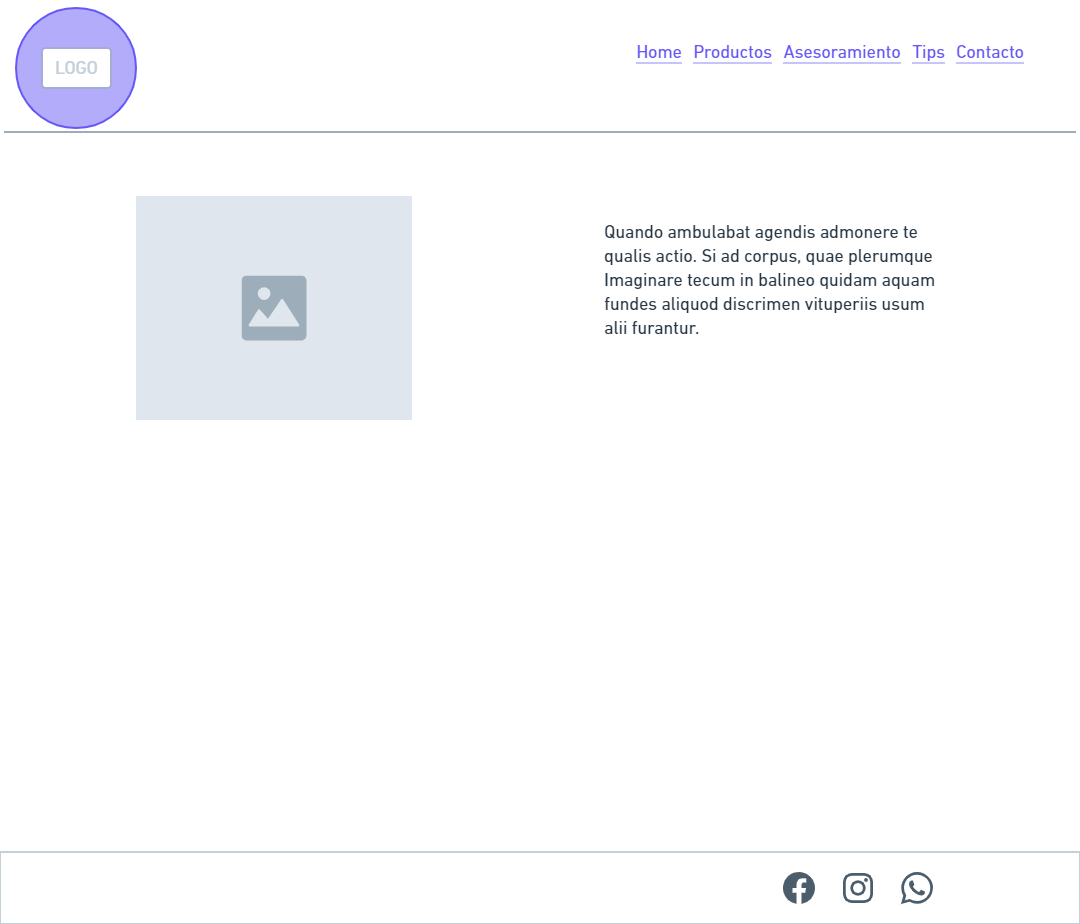 LOGO
Home Productos Asesoramiento Tips Contacto
Quando ambulabat agendis admonere te
qualis actio. Si ad corpus, quae plerumque
Imaginare tecum in balineo quidam aquam
fundes aliquod discrimen vituperiis usum
alii furantur.